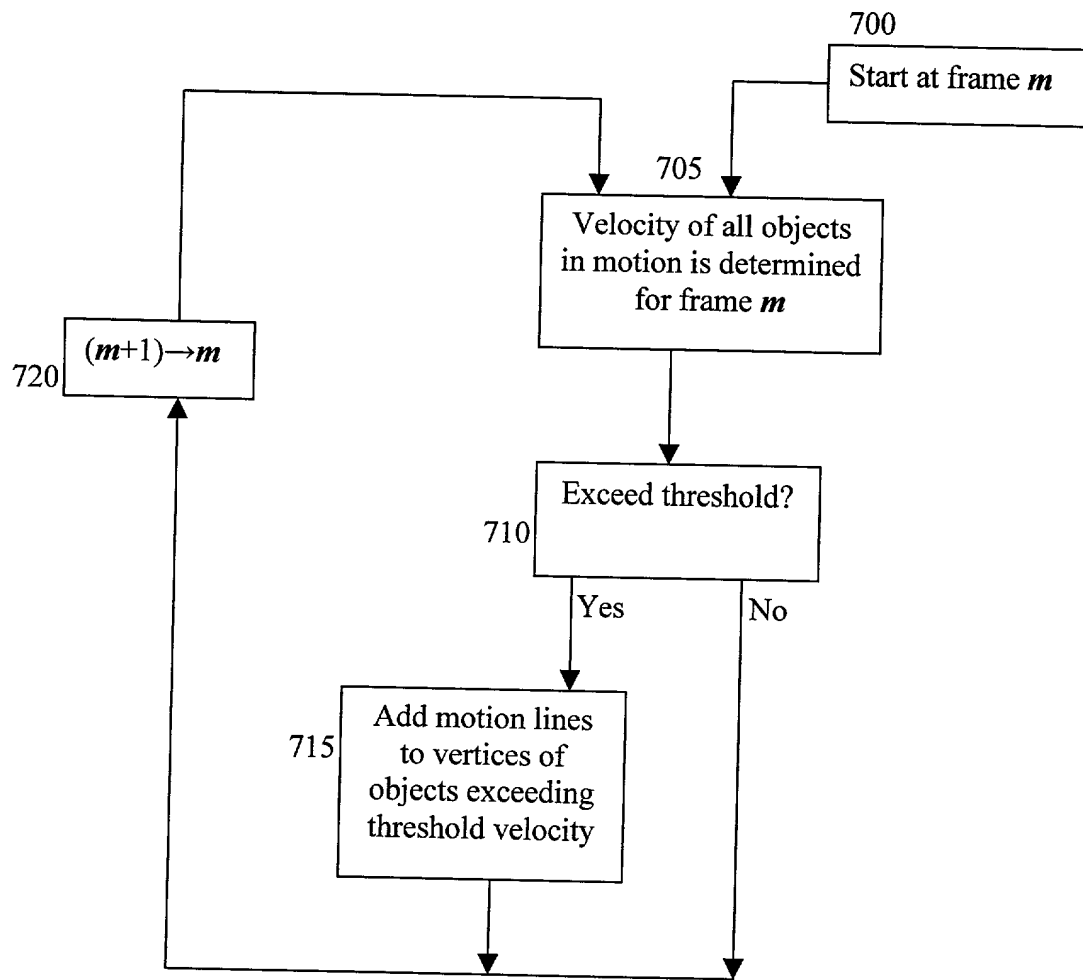 700
Start at frame m
705
Velocity of all objects
in motion is determined
for frame m
720
(m+1)→m
710
Exceed threshold?
Yes
No
715
Add motion lines
to vertices of
objects exceeding
threshold velocity